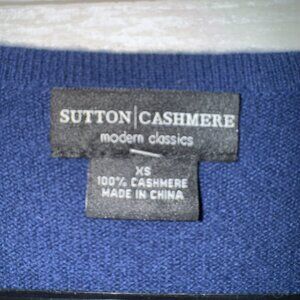 SUTTON|CASHMERE
modern classics
XS
100% CASHMERE
MADE IN CHINA